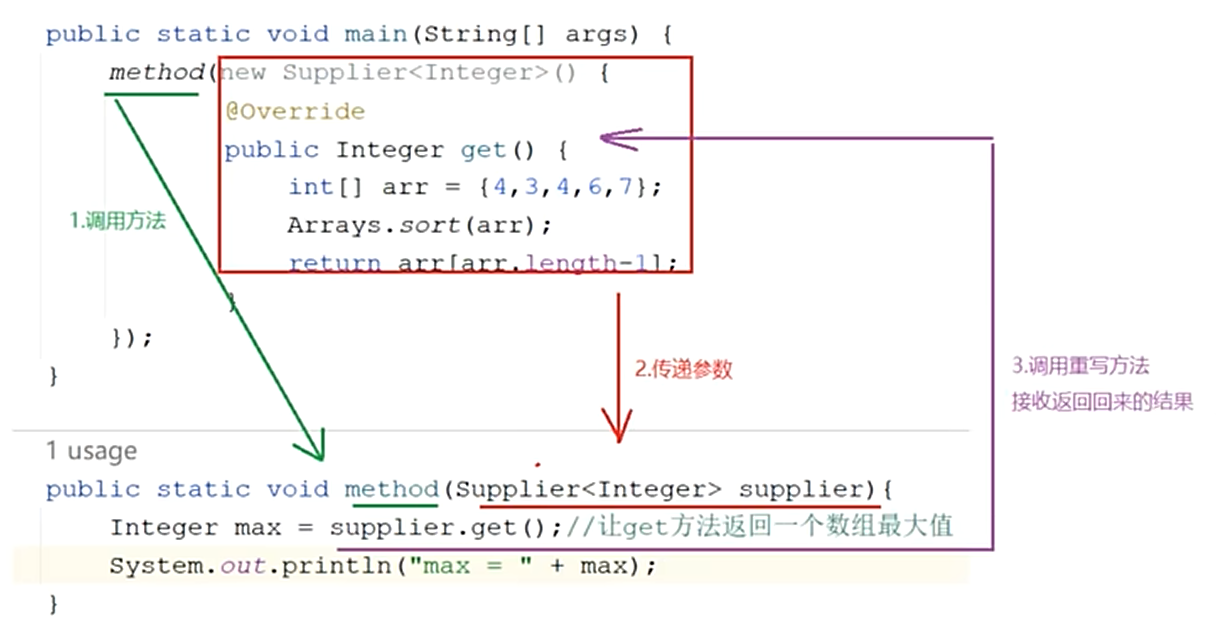 public static void main(String[] args) {
method(new Supplier<Integer>() {
@Override
public Integer get() {
int[] arr = {4,3,4,6,7};
1.调用方法
Arrays.sort(arr);
return arr[arr.length-1];
}
});
}
2.传递参数
3.调用重写方法
接收返回回来的结果
1 usage
public static void method(Supplier<Integer> supplier){
Integer max = supplier.get();//让get方法返回一个数组最大值
System.out.println("max = " + max);
}